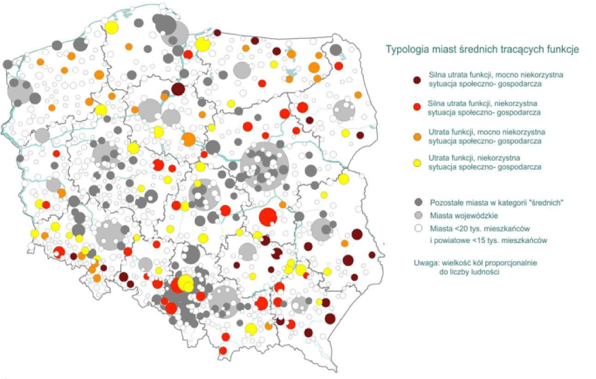 Typologia miast średnich tracących funkcje
Silna utrata funkcji, mocno niekorzystna
sytuacja społeczno- gospodarcza
Silna utrata funkcji, niekorzystna
sytuacja społeczno- gospodarcza
Utrata funkcji, mocno niekorzystna
sytuacja społeczno- gospodarcza
Utrata funkcji, niekorzystna
sytuacja społeczno- gospodarcza
Pozostałe miasta w kategorii "średnich"
Miasta wojewódzkie
Miasta <20 tys. mieszkańców
i powiatowe <15 tys. mieszkańców
Uwaga: wielkość kół proporcjonalnie
do liczby ludności